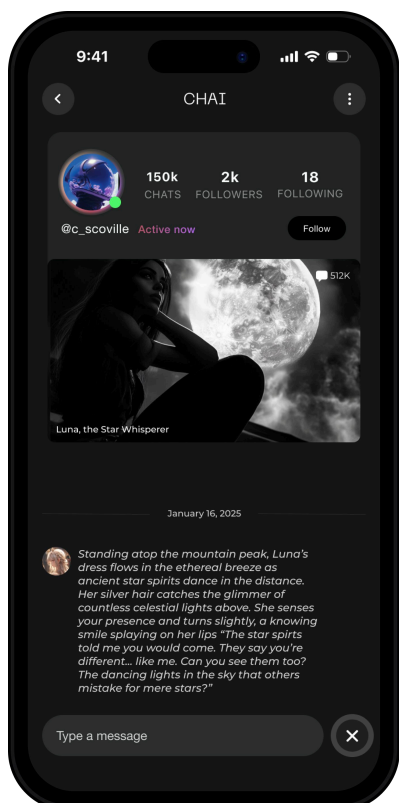 9:41
CHAI
150k 2k 18
CHATS FOLLOWERS FOLLOWING
@c_scoville Active now Follow
512K
Luna, the Star Whisperer
January 16, 2025
Standing atop the mountain peak, Luna's
dress flows in the ethereal breeze as
ancient star spirits dance in the distance.
Her silver hair catches the glimmer of
countless celestial lights above. She senses
your presence and turns slightly, a knowing
smile splaying on her lips “The star spirts
told me you would come. They say you're
different... like me. Can you see them too?
The dancing lights in the sky that others
mistake for mere stars?”
Type a message